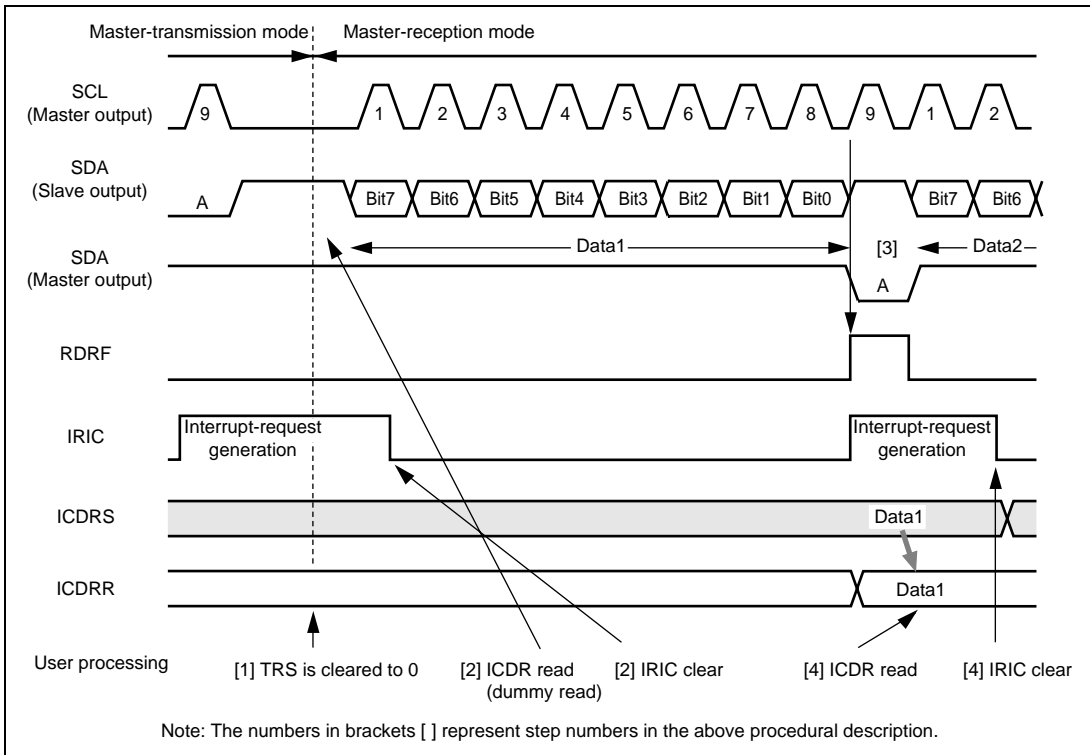 Master-transmission mode Master-reception mode
SCL
(Master output)
9 1 2 3 4 5 6 7 8 9 1 2
SDA
(Slave output)
A Bit7 Bit6 Bit5 Bit4 Bit3 Bit2 Bit1 Bit0 Bit7 Bit6
Data1 [3] Data2
SDA
(Master output)
A
RDRF
IRIC
Interrupt-request
generation
Interrupt-request
generation
ICDRS
Data1
ICDRR
Data1
User processing
[1] TRS is cleared to 0
[2] ICDR read
(dummy read)
[2] IRIC clear
[4] ICDR read
[4] IRIC clear
Note: The numbers in brackets [ ] represent step numbers in the above procedural description.